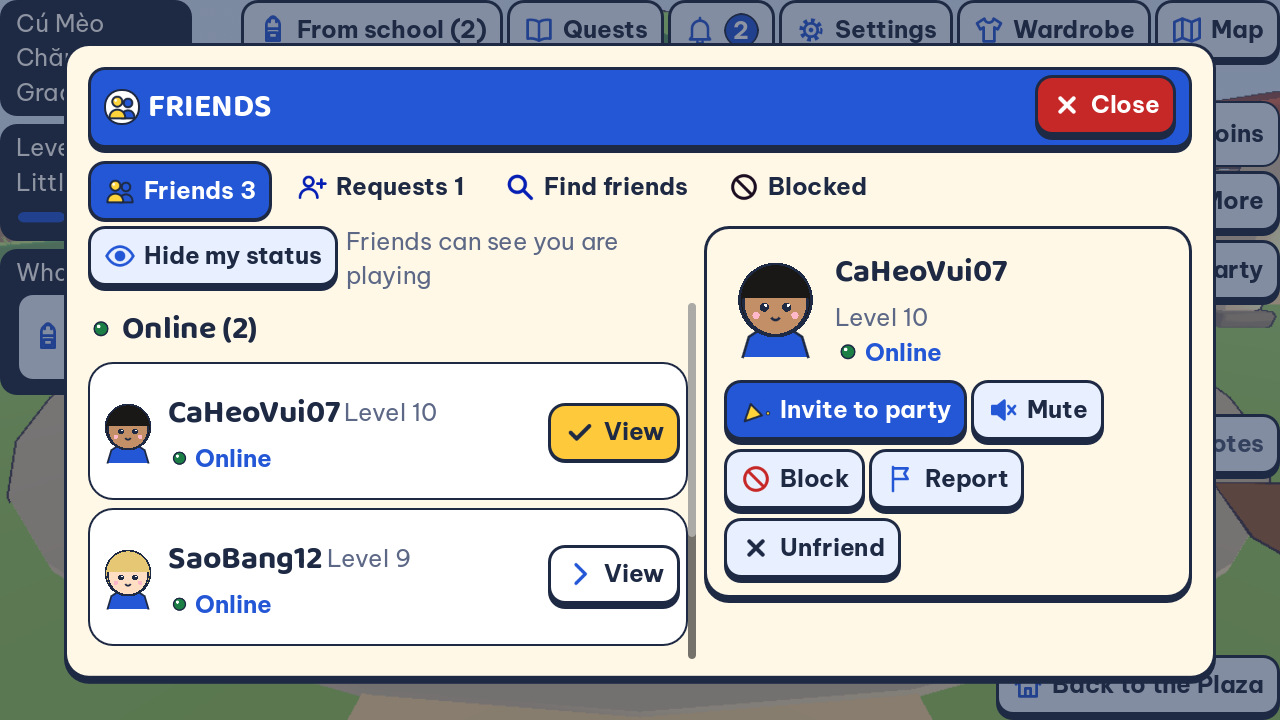 Cú Mèo
From school (2)
Quests
2
Settings
Wardrobe
Map
FRIENDS
Close
Friends 3
Requests 1
Find friends
Blocked
Hide my status
Friends can see you are
playing
Online (2)
CaHeoVui07 Level 10
Online
View
SaoBang12 Level 9
Online
View
CaHeoVui07
Level 10
Online
Invite to party
Mute
Block
Report
Unfriend
Back to the Plaza